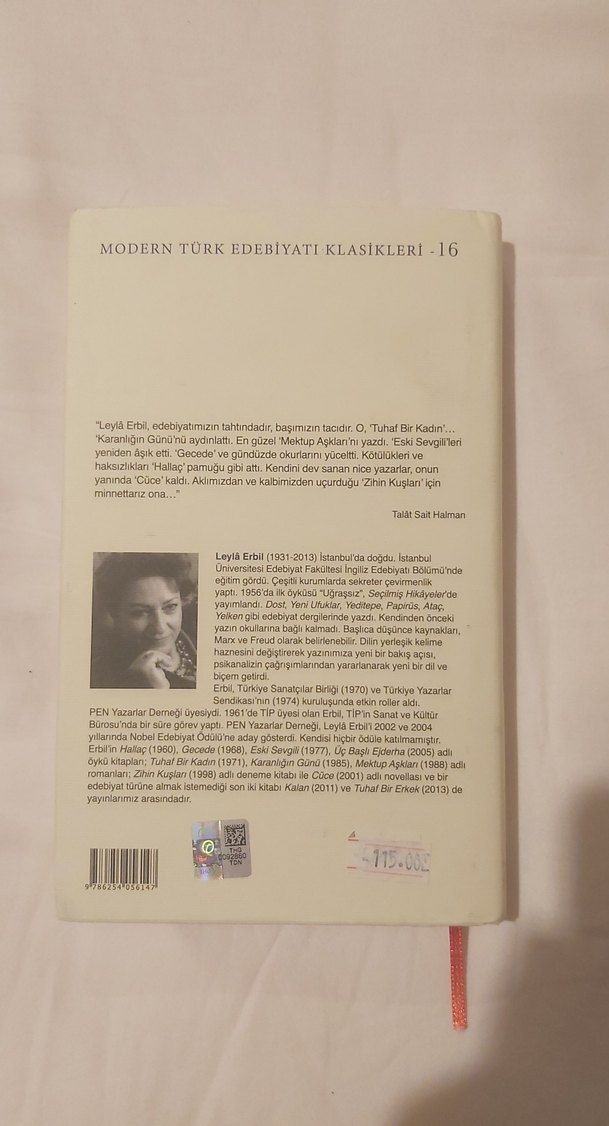 MODERN TÜRK EDEBİYATI KLASİKLERİ - 16
“Leylâ Erbil, edebiyatımızın tahtındadır, başımızın tacıdır. O, ‘Tuhaf Bir Kadın’...
‘Karanlığın Günü’nü aydınlattı. En güzel ‘Mektup Aşkları’nı yazdı. ‘Eski Sevgili’leri
yeniden âşık etti. ‘Gecede’ ve gündüzde okurlarını yüceltti. Kötülükleri ve
haksızlıkları ‘Hallaç’ pamuğu gibi attı. Kendini dev sanan nice yazarlar, onun
yanında ‘Cüce’ kaldı. Aklımızdan ve kalbimizden uçurduğu ‘Zihin Kuşları’ için
minnettarız ona...”
Talât Sait Halman
Leylâ Erbil (1931-2013) İstanbul’da doğdu. İstanbul
Üniversitesi Edebiyat Fakültesi İngiliz Edebiyatı Bölümü’nde
eğitim gördü. Çeşitli kurumlarda sekreter çevirmenlik
yaptı. 1956’da ilk öyküsü “Uğraşsız”, Seçilmiş Hikâyeler’de
yayımlandı. Dost, Yeni Ufuklar, Yeditepe, Papirüs, Ataç,
Yelken gibi edebiyat dergilerinde yazdı. Kendinden önceki
yazın okullarına bağlı kalmadı. Başlıca düşünce kaynakları,
Marx ve Freud olarak belirlenebilir. Dilin yerleşik kelime
haznesini değiştirerek yazınımıza yeni bir bakış açısı,
psikanalizin çağrışımlarından yararlanarak yeni bir dil ve
biçem getirdi.
Erbil, Türkiye Sanatçılar Birliği (1970) ve Türkiye Yazarlar
Sendikası’nın (1974) kuruluşunda etkin roller aldı.
PEN Yazarlar Derneği üyesiydi. 1961’de TİP üyesi olan Erbil, TİP’in Sanat ve Kültür
Bürosu’nda bir süre görev yaptı. PEN Yazarlar Derneği, Leylâ Erbil’i 2002 ve 2004
yıllarında Nobel Edebiyat Ödülü’ne aday gösterdi. Kendisi hiçbir ödüle katılmamıştır.
Erbil’in Hallaç (1960), Gecede (1968), Eski Sevgili (1977), Üç Başlı Ejderha (2005) adlı
öykü kitapları; Tuhaf Bir Kadın (1971), Karanlığın Günü (1985), Mektup Aşkları (1988) adlı
romanları; Zihin Kuşları (1998) adlı deneme kitabı ile Cüce (2001) adlı novellası ve bir
edebiyat türüne almak istemediği son iki kitabı Kalan (2011) ve Tuhaf Bir Erkek (2013) de
yayınlarımız arasındadır.
THG
0092860
TDN
115.00
9 786254 056147